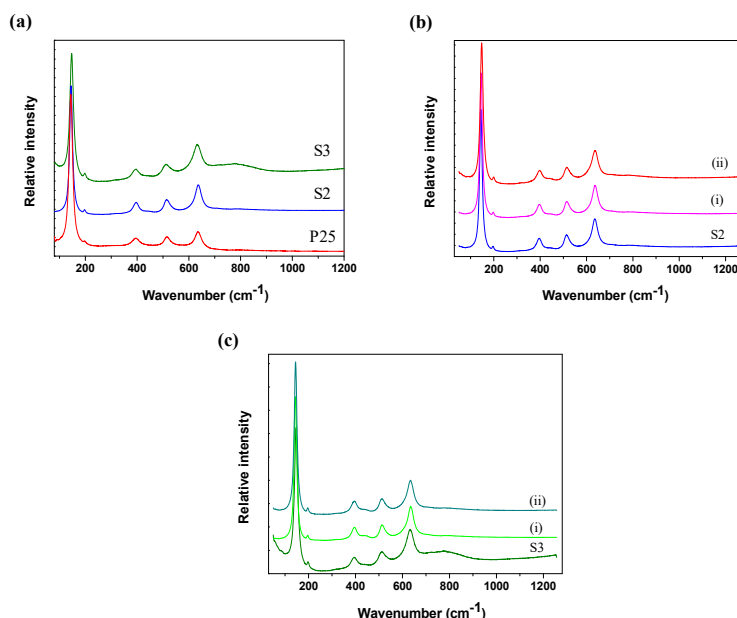 (a)
Relative intensity
S3
S2
P25
200 400 600 800 1000 1200
Wavenumber (cm-1)
(b)
Relative intensity
(ii)
(i)
S2
200 400 600 800 1000 1200
Wavenumber (cm-1)
(c)
Relative intensity
(ii)
(i)
S3
200 400 600 800 1000 1200
Wavenumber (cm-1)